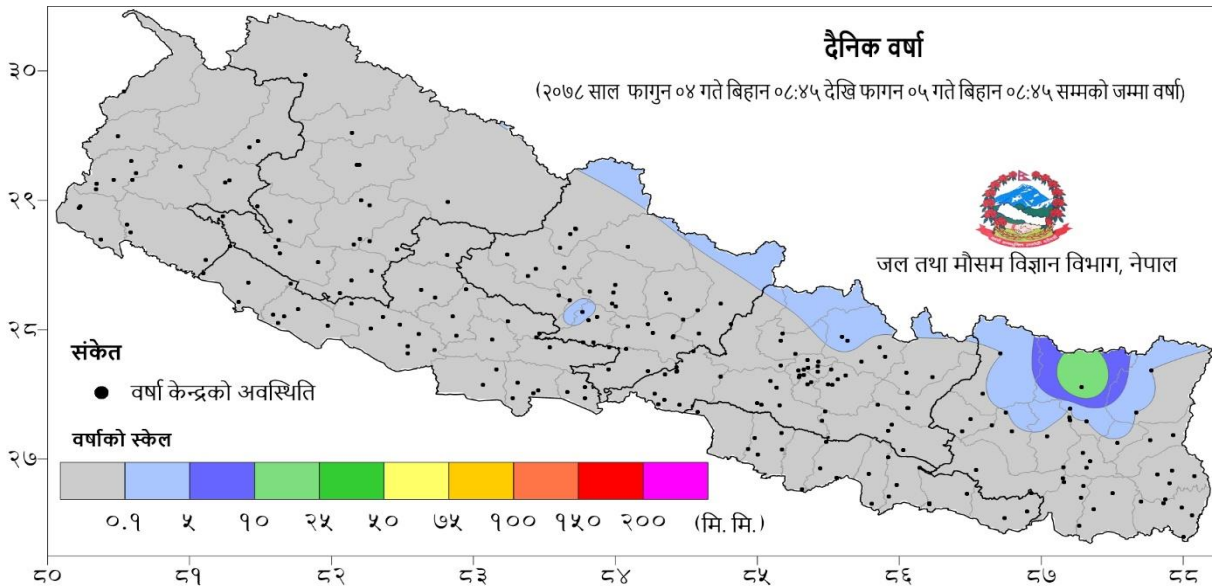 दैनिक वर्षा
(२०७८ साल फागुन ०४ गते बिहान ०८:४५ देखि फागन ०५ गते बिहान ०८:४५ सम्मको जम्मा वर्षा)
जल तथा मौसम विज्ञान विभाग, नेपाल
३०
२९
२८
२७
संकेत
वर्षा केन्द्रको अवस्थिति
वर्षाको स्केल
०.१ ५ १० २५ ५० ७५ १०० १५० २०० (मि. मि.)
८० ८१ ८२ ८३ ८४ ८५ ८६ ८७ ८८